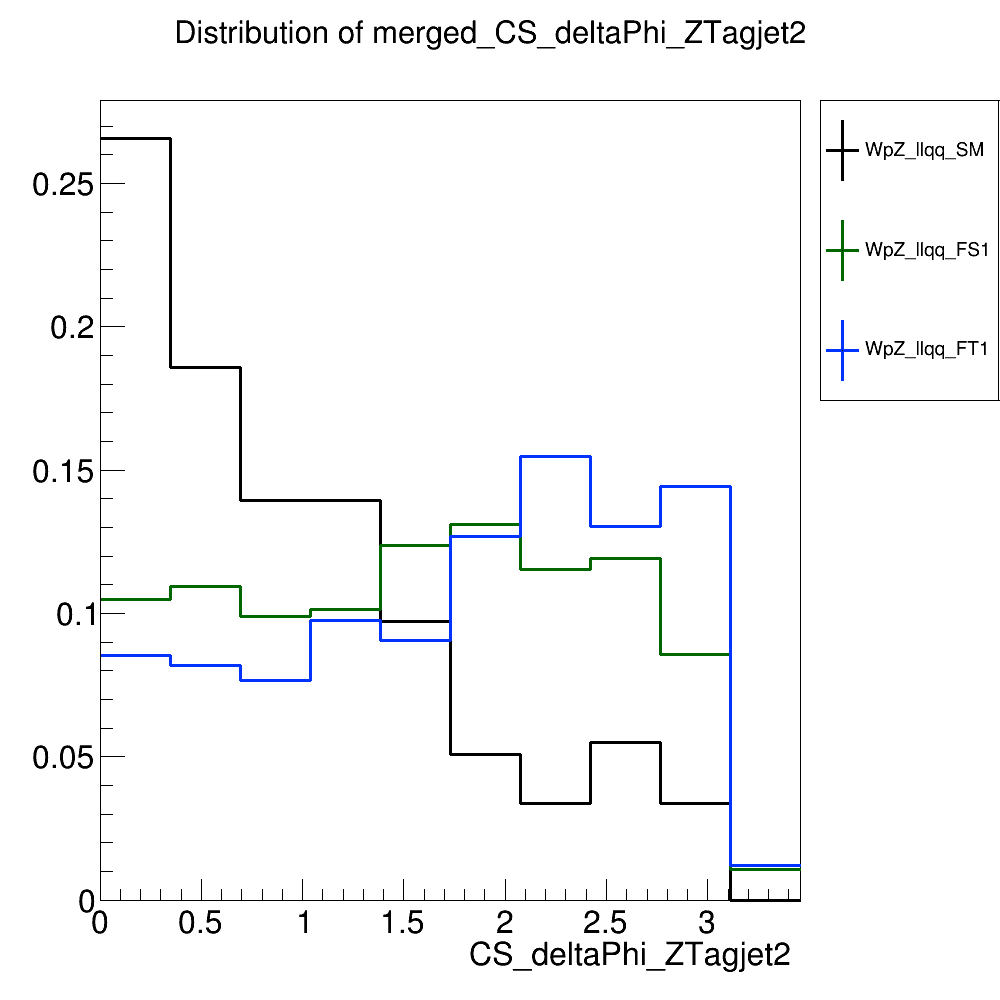 Distribution of merged_CS_deltaPhi_ZTagjet2
WpZ_llqq_SM
WpZ_llqq_FS1
WpZ_llqq_FT1
0.25
0.2
0.15
0.1
0.05
0
0 0.5 1 1.5 2 2.5 3
CS_deltaPhi_ZTagjet2